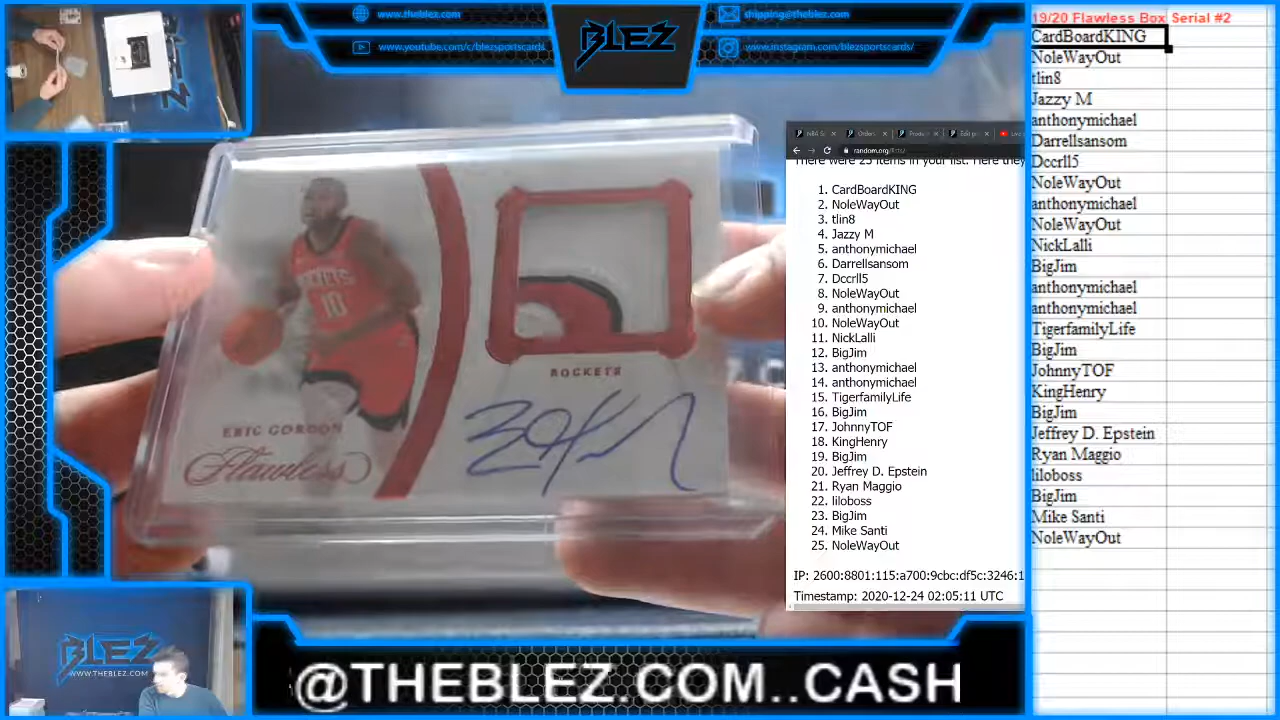 www.theblez.com
www.youtube.com/c/blezsportscards
BLEZ
shipping@theblez.com
www.instagram.com/blezsportscards/
19/20 Flawless Box Serial #2
CardBoardKING
NoleWayOut
tlin8
Jazzy M
anthonymichael
Darrellsansom
Dccrll5
NoleWayOut
anthonymichael
NoleWayOut
NickLalli
BigJim
anthonymichael
anthonymichael
TigerfamilyLife
BigJim
JohnnyTOF
KingHenry
BigJim
Jeffrey D. Epstein
Ryan Maggio
liloboss
BigJim
Mike Santi
NoleWayOut
random.org/lists/
There were 25 items in your list. Here they
1. CardBoardKING
2. NoleWayOut
3. tlin8
4. Jazzy M
5. anthonymichael
6. Darrellsansom
7. Dccrll5
8. NoleWayOut
9. anthonymichael
10. NoleWayOut
11. NickLalli
12. BigJim
13. anthonymichael
14. anthonymichael
15. TigerfamilyLife
16. BigJim
17. JohnnyTOF
18. KingHenry
19. BigJim
20. Jeffrey D. Epstein
21. Ryan Maggio
22. liloboss
23. BigJim
24. Mike Santi
25. NoleWayOut
IP: 2600:8801:115:a700:9cbc:df5c:3246:1
Timestamp: 2020-12-24 02:05:11 UTC
ROCKETS
10
ROCKETS
ERIC GORDON
Flawless
BLEZ
WWW.THEBLEZ.COM
@THEBLEZ.COM..CASH